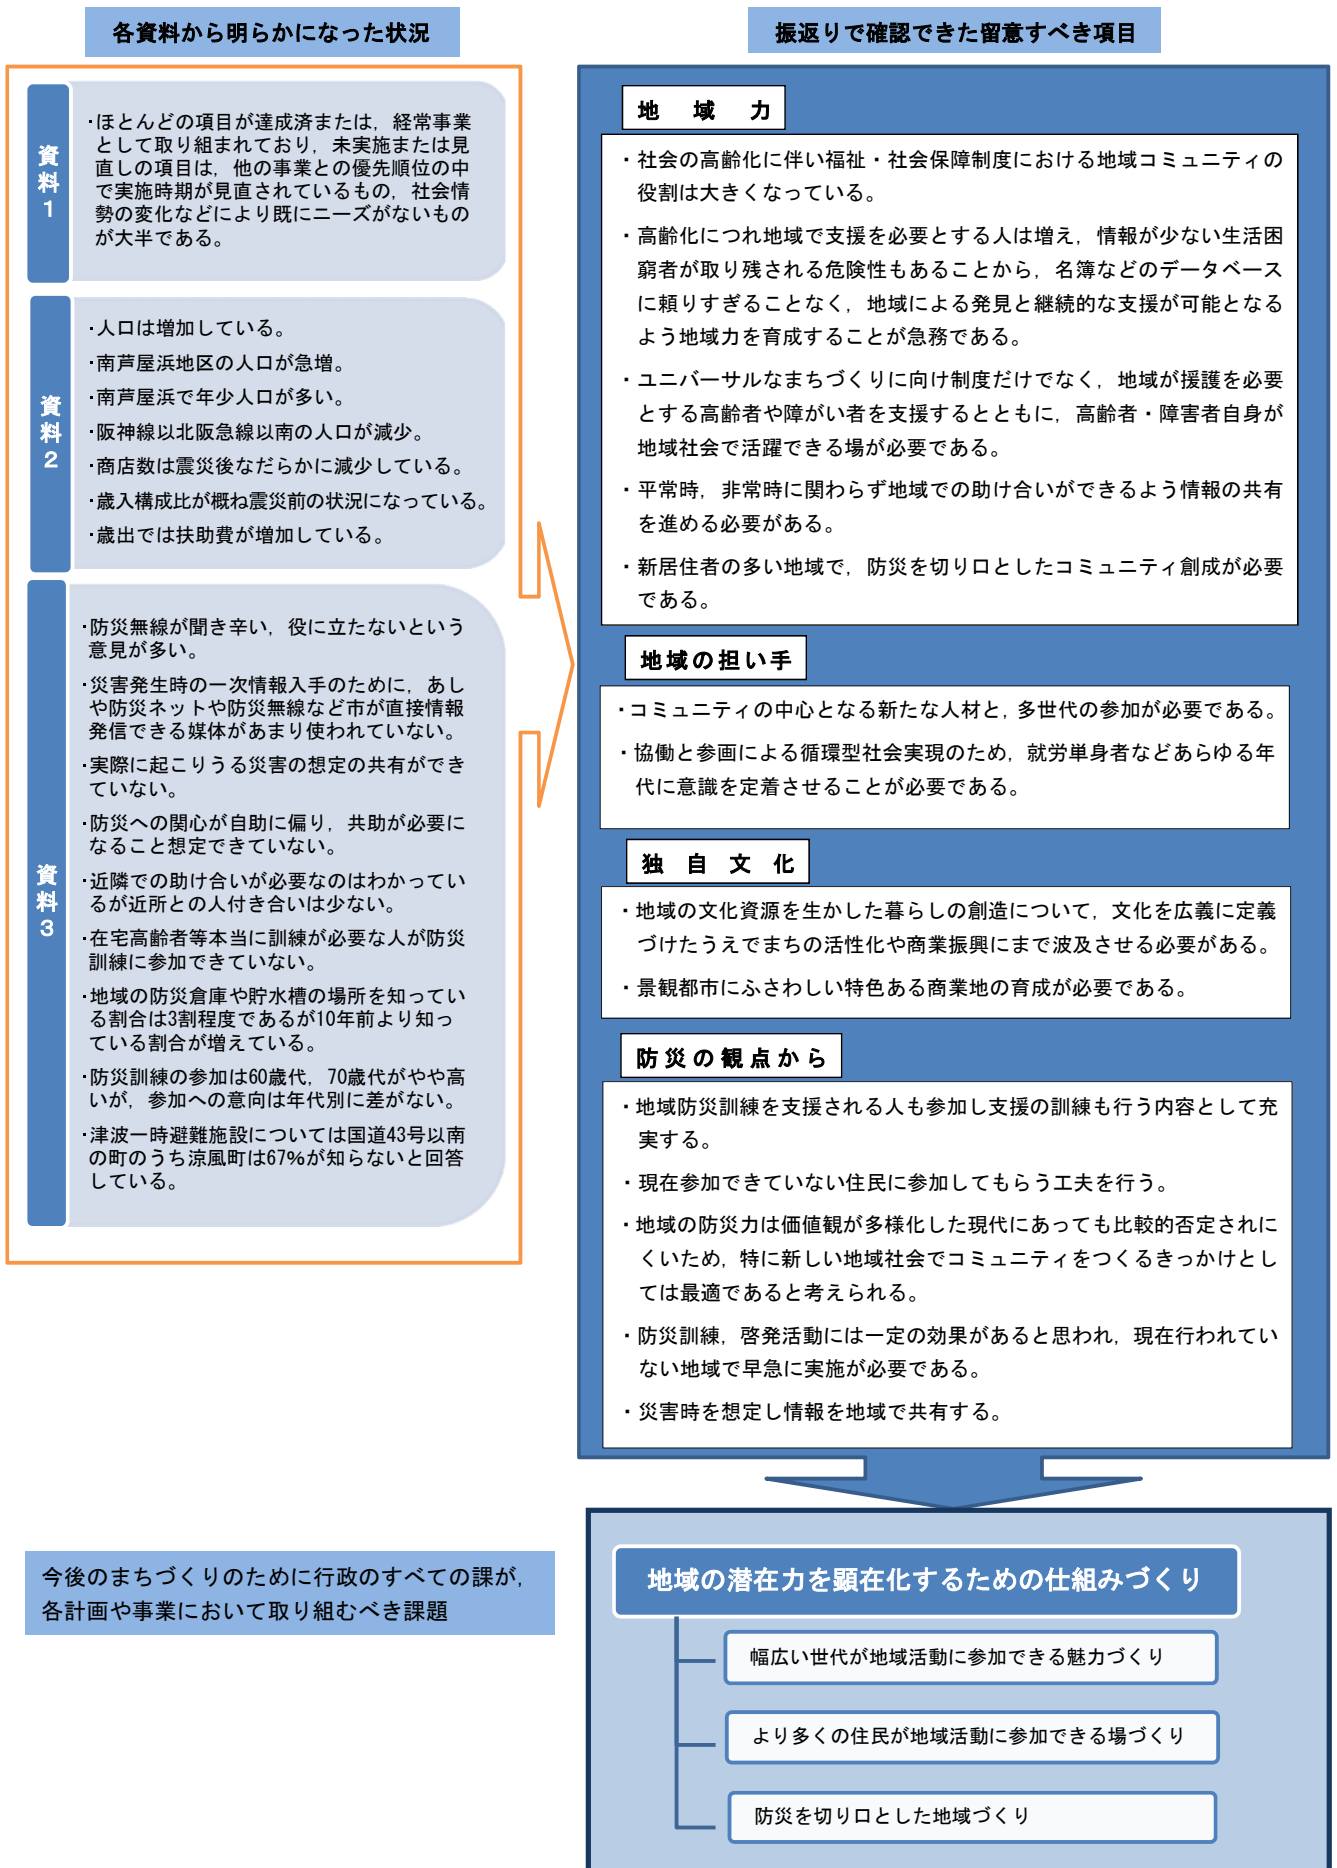 各資料から明らかになった状況
資料1
・ほとんどの項目が達成済または，経常事業
として取り組まれており，未実施または見
直しの項目は，他の事業との優先順位の中
で実施時期が見直されているもの，社会情
勢の変化などにより既にニーズがないもの
が大半である。
資料2
・人口は増加している。
・南芦屋浜地区の人口が急増。
・南芦屋浜で年少人口が多い。
・阪神線以北阪急線以南の人口が減少。
・商店数は震災後なだらかに減少している。
・歳入構成比が概ね震災前の状況になっている。
・歳出では扶助費が増加している。
資料3
・防災無線が聞き辛い，役に立たないという
意見が多い。
・災害発生時の一次情報入手のために，あし
や防災ネットや防災無線など市が直接情報
発信できる媒体があまり使われていない。
・実際に起こりうる災害の想定の共有ができ
ていない。
・防災への関心が自助に偏り，共助が必要に
なること想定できていない。
・近隣での助け合いが必要なのはわかってい
るが近所との人付き合いは少ない。
・在宅高齢者等本当に訓練が必要な人が防災
訓練に参加できていない。
・地域の防災倉庫や貯水槽の場所を知ってい
る割合は3割程度であるが10年前より知っ
ている割合が増えている。
・防災訓練の参加は60歳代，70歳代がやや高
いが，参加への意向は年代別に差がない。
・津波一時避難施設については国道43号以南
の町のうち涼風町は67%が知らないと回答
している。
振返りで確認できた留意すべき項目
地域力
・社会の高齢化に伴い福祉・社会保障制度における地域コミュニティの
役割は大きくなっている。
・高齢化につれ地域で支援を必要とする人は増え，情報が少ない生活困
窮者が取り残される危険性もあることから，名簿などのデータベース
に頼りすぎることなく，地域による発見と継続的な支援が可能となる
よう地域力を育成することが急務である。
・ユニバーサルなまちづくりに向け制度だけでなく，地域が援護を必要
とする高齢者や障がい者を支援するとともに，高齢者・障害者自身が
地域社会で活躍できる場が必要である。
・平常時，非常時に関わらず地域での助け合いができるよう情報の共有
を進める必要がある。
・新居住者の多い地域で，防災を切り口としたコミュニティ創成が必要
である。
地域の担い手
・コミュニティの中心となる新たな人材と，多世代の参加が必要である。
・協働と参画による循環型社会実現のため，就労単身者などあらゆる年
代に意識を定着させることが必要である。
独自文化
・地域の文化資源を生かした暮らしの創造について，文化を広義に定義
づけたうえでまちの活性化や商業振興にまで波及させる必要がある。
・景観都市にふさわしい特色ある商業地の育成が必要である。
防災の観点から
・地域防災訓練を支援される人も参加し支援の訓練も行う内容として充
実する。
・現在参加できていない住民に参加してもらう工夫を行う。
・地域の防災力は価値観が多様化した現代にあっても比較的否定されに
くいため，特に新しい地域社会でコミュニティをつくるきっかけとし
ては最適であると考えられる。
・防災訓練，啓発活動には一定の効果があると思われ，現在行われてい
ない地域で早急に実施が必要である。
・災害時を想定し情報を地域で共有する。
今後のまちづくりのために行政のすべての課が，
各計画や事業において取り組むべき課題
地域の潜在力を顕在化するための仕組みづくり
幅広い世代が地域活動に参加できる魅力づくり
より多くの住民が地域活動に参加できる場づくり
防災を切り口とした地域づくり